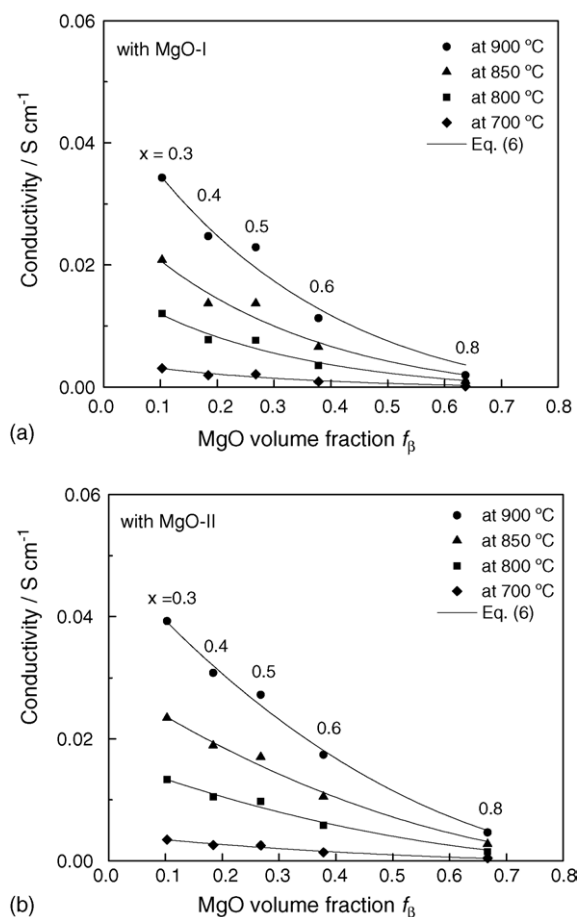 with MgO-I
at 900 °C
at 850 °C
at 800 °C
at 700 °C
Eq. (6)
x = 0.3
0.4
0.5
0.6
0.8
0.06
0.04
0.02
0.00
Conductivity / S cm⁻¹
0.0 0.1 0.2 0.3 0.4 0.5 0.6 0.7 0.8
MgO volume fraction fᵦ
(a)
with MgO-II
at 900 °C
at 850 °C
at 800 °C
at 700 °C
Eq. (6)
x =0.3
0.4
0.5
0.6
0.8
0.06
0.04
0.02
0.00
Conductivity / S cm⁻¹
0.0 0.1 0.2 0.3 0.4 0.5 0.6 0.7 0.8
MgO volume fraction fᵦ
(b)